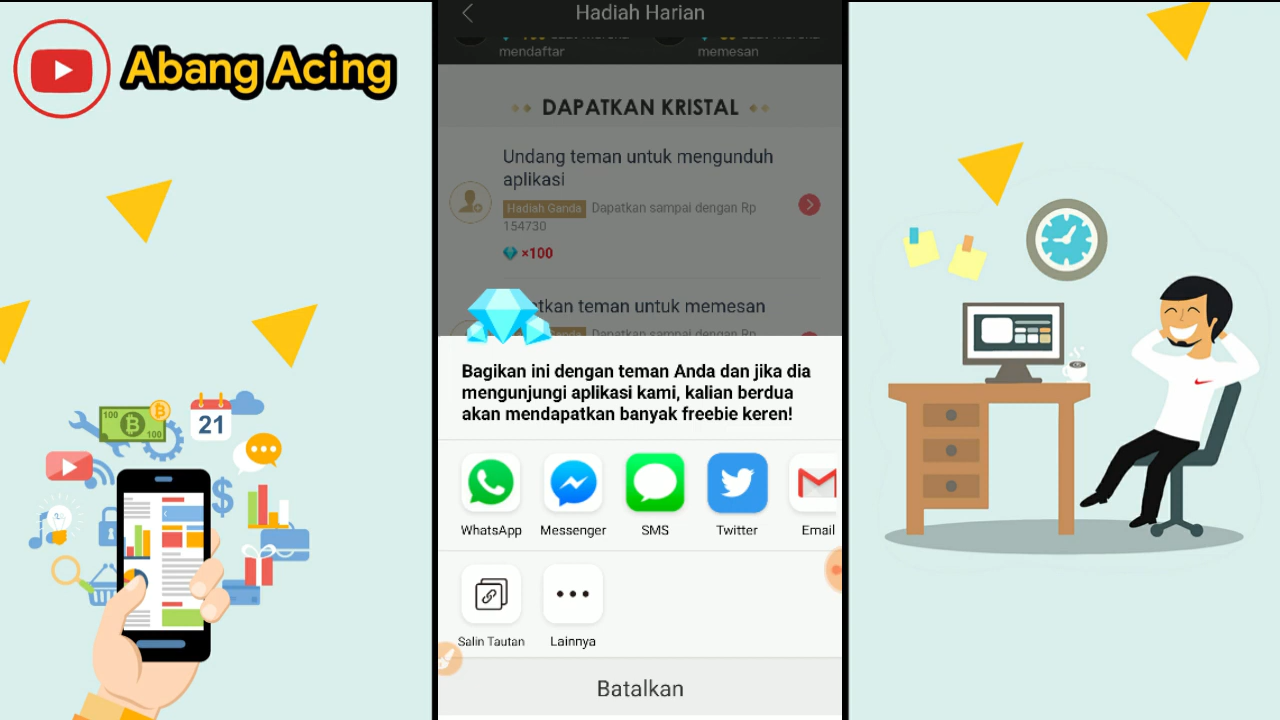 Abang Acing
Hadiah Harian
mendaftar
memesan
DAPATKAN KRISTAL
Undang teman untuk mengunduh
aplikasi
Hadiah Ganda Dapatkan sampai dengan Rp
154730
×100
teman untuk memesan
Bagikan ini dengan teman Anda dan jika dia
mengunjungi aplikasi kami, kalian berdua
akan mendapatkan banyak freebie keren!
WhatsApp
Messenger
SMS
Twitter
Email
Salin Tautan
Lainnya
Batalkan
100
100
21